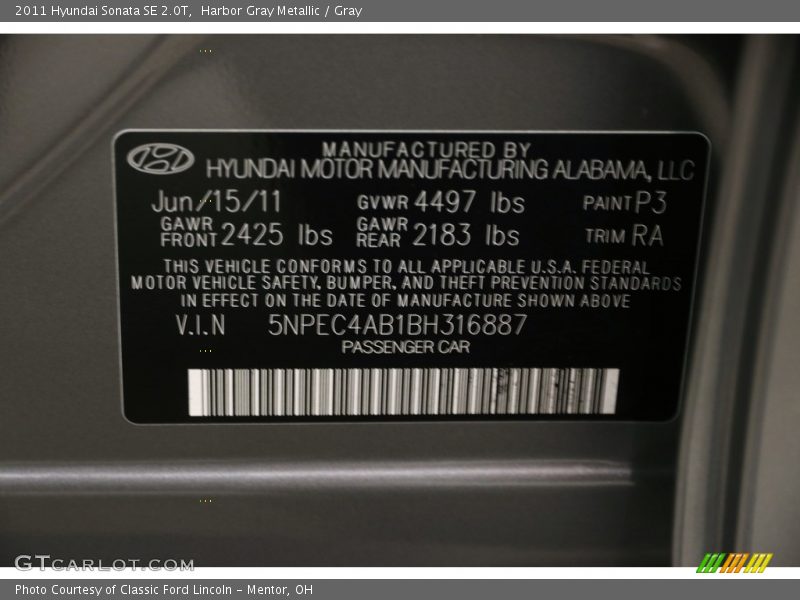 2011 Hyundai Sonata SE 2.0T,  Harbor Gray Metallic / Gray
MANUFACTURED BY
HYUNDAI MOTOR MANUFACTURING ALABAMA, LLC
Jun/15/11 GVWR 4497 lbs PAINT P3
GAWR FRONT 2425 lbs GAWR REAR 2183 lbs TRIM RA
THIS VEHICLE CONFORMS TO ALL APPLICABLE U.S.A. FEDERAL
MOTOR VEHICLE SAFETY, BUMPER, AND THEFT PREVENTION STANDARDS
IN EFFECT ON THE DATE OF MANUFACTURE SHOWN ABOVE
V.I.N 5NPEC4AB1BH316887
PASSENGER CAR
GTCARLOT.COM
Photo Courtesy of Classic Ford Lincoln - Mentor, OH